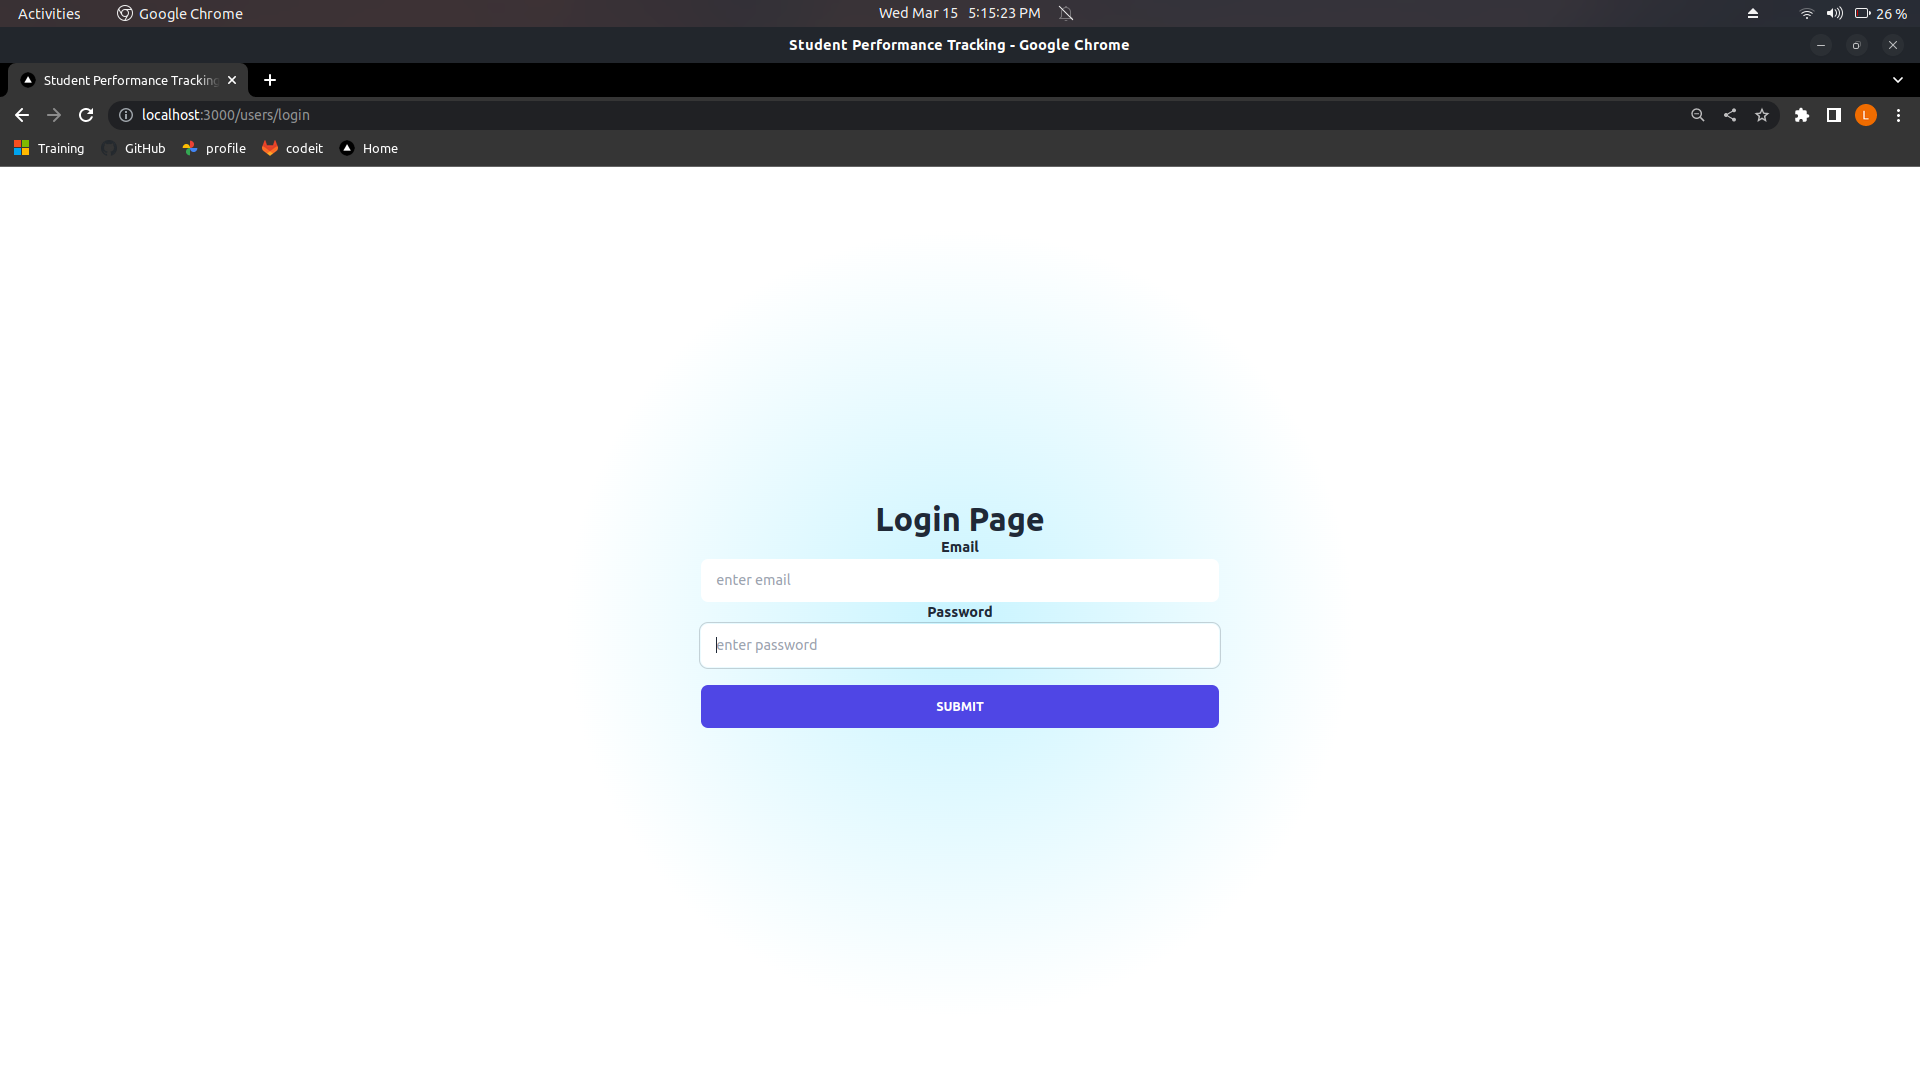 Activities Google Chrome Wed Mar 15 5:15:23 PM 26 %
Student Performance Tracking - Google Chrome
Student Performance Tracking
localhost:3000/users/login L
Training GitHub profile codeit Home
Login Page
Email
enter email
Password
enter password
SUBMIT